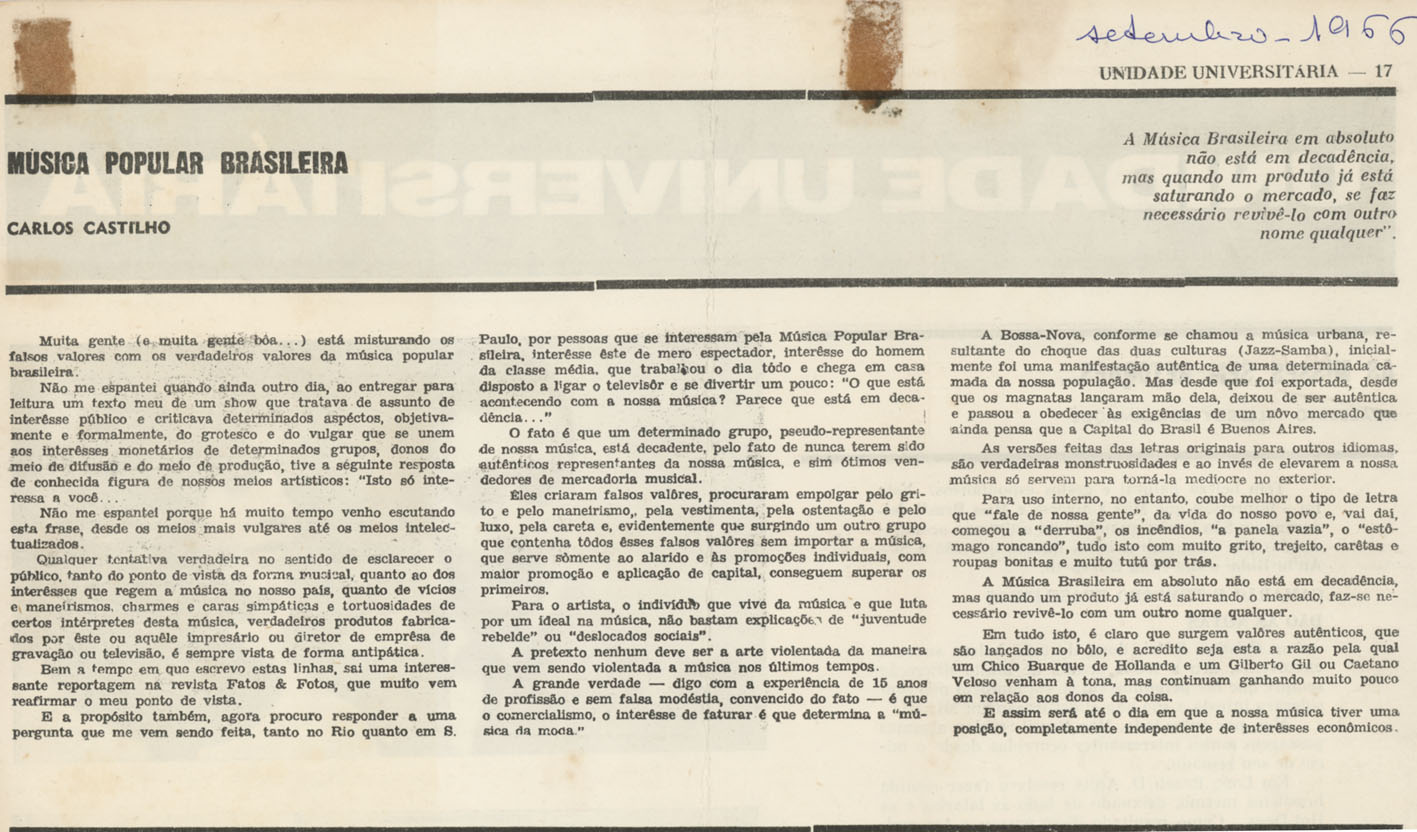 setembro - 1966
UNIDADE UNIVERSITÁRIA — 17
MÚSICA POPULAR BRASILEIRA
CARLOS CASTILHO
A Música Brasileira em absoluto
não está em decadência,
mas quando um produto já está
saturando o mercado, se faz
necessário revivê-lo com outro
nome qualquer".
Muita gente (e muita gente bôa...) está misturando os
falsos valores com os verdadeiros valores da música popular
brasileira.
Não me espantei quando ainda outro dia, ao entregar para
leitura um texto meu de um show que tratava de assunto de
interêsse público e criticava determinados aspéctos, objetiva-
mente e formalmente, do grotesco e do vulgar que se unem
aos interêsses monetários de determinados grupos, donos do
meio de difusão e do meio de produção, tive a seguinte resposta
de conhecida figura de nossos meios artísticos: "Isto só inte-
ressa a você...
Não me espantei porque há muito tempo venho escutando
esta frase, desde os meios mais vulgares até os meios intelec-
tualizados.
Qualquer tentativa verdadeira no sentido de esclarecer o
público, tanto do ponto de vista da forma musical, quanto ao dos
interêsses que regem a música no nosso país, quanto de vícios
e maneirismos, charmes e caras simpáticas e tortuosidades de
certos intérpretes desta música, verdadeiros produtos fabrica-
dos por êste ou aquêle impresário ou diretor de emprêsa de
gravação ou televisão, é sempre vista de forma antipática.
Bem a tempo em que escrevo estas linhas, sai uma interes-
sante reportagem na revista Fatos & Fotos, que muito vem
reafirmar o meu ponto de vista.
E a propósito também, agora procuro responder a uma
pergunta que me vem sendo feita, tanto no Rio quanto em S.
Paulo, por pessoas que se interessam pela Música Popular Bra-
sileira, interêsse êste de mero espectador, interêsse do homem
da classe média, que trabalhou o dia tôdo e chega em casa
disposto a ligar o televisôr e se divertir um pouco: "O que está
acontecendo com a nossa música? Parece que está em deca-
dência..."
O fato é que um determinado grupo, pseudo-representante
de nossa música, está decadente, pelo fato de nunca terem sido
autênticos representantes da nossa música, e sim ótimos ven-
dedores de mercadoria musical.
Êles criaram falsos valôres, procuraram empolgar pelo gri-
to e pelo maneirismo,. pela vestimenta, pela ostentação e pelo
luxo, pela careta e, evidentemente que surgindo um outro grupo
que contenha tôdos êsses falsos valôres sem importar a música,
que serve sòmente ao alarido e às promoções individuais, com
maior promoção e aplicação de capital, conseguem superar os
primeiros.
Para o artista, o indivíduo que vive da música e que luta
por um ideal na música, não bastam explicações de "juventude
rebelde" ou "deslocados sociais".
A pretexto nenhum deve ser a arte violentada da maneira
que vem sendo violentada a música nos últimos tempos.
A grande verdade — digo com a experiência de 15 anos
de profissão e sem falsa modéstia, convencido do fato — é que
o comercialismo, o interêsse de faturar é que determina a "mú-
sica da moda."
A Bossa-Nova, conforme se chamou a música urbana, re-
sultante do choque das duas culturas (Jazz-Samba), inicial-
mente foi uma manifestação autêntica de uma determinada ca-
mada da nossa população. Mas desde que foi exportada, desde
que os magnatas lançaram mão dela, deixou de ser autêntica
e passou a obedecer às exigências de um nôvo mercado que
ainda pensa que a Capital do Brasil é Buenos Aires.
As versões feitas das letras originais para outros idiomas,
são verdadeiras monstruosidades e ao invés de elevarem a nossa
música só servem para torná-la medíocre no exterior.
Para uso interno, no entanto, coube melhor o tipo de letra
que "fale de nossa gente", da vida do nosso povo e, vai daí,
começou a "derruba", os incêndios, "a panela vazia", o "estô-
mago roncando", tudo isto com muito grito, trejeito, carêtas e
roupas bonitas e muito tutú por trás.
A Música Brasileira em absoluto não está em decadência,
mas quando um produto já está saturando o mercado, faz-se ne-
cessário revivê-lo com um outro nome qualquer.
Em tudo isto, é claro que surgem valôres autênticos, que
são lançados no bôlo, e acredito seja esta a razão pela qual
um Chico Buarque de Hollanda e um Gilberto Gil ou Caetano
Veloso venham à tona, mas continuam ganhando muito pouco
em relação aos donos da coisa.
E assim será até o dia em que a nossa música tiver uma
posição, completamente independente de interêsses econômicos.